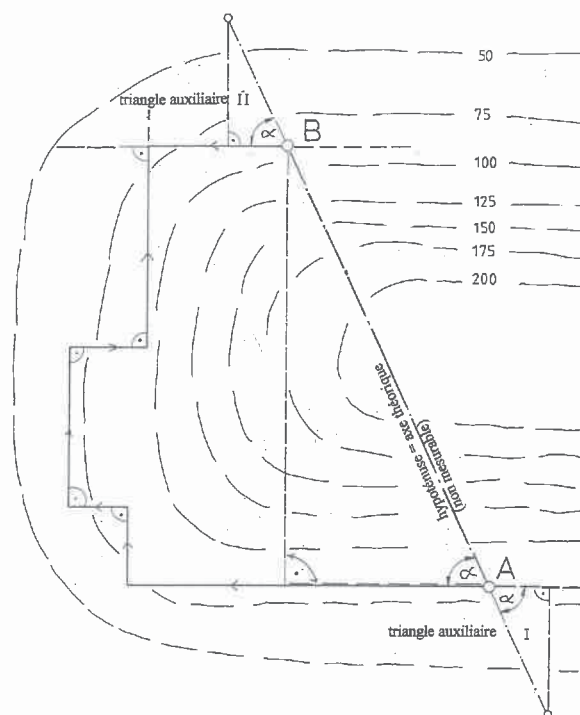 50
triangle auxiliaire II
75
α
B
100
125
150
175
200
hypoténuse = axe théorique
(non mesurable)
α
A
α
triangle auxiliaire I